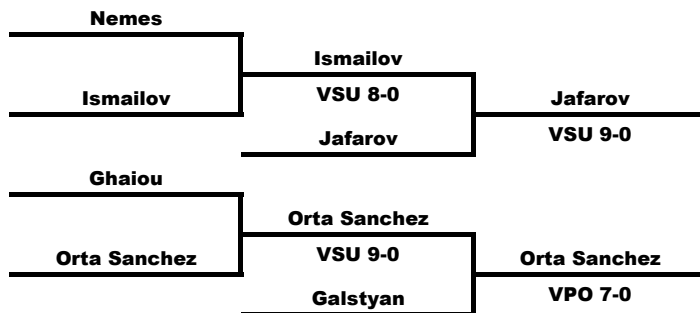 Nemes
Ismailov
Ismailov
VSU 8-0
Jafarov
Jafarov
VSU 9-0
Ghaiou
Orta Sanchez
Orta Sanchez
VSU 9-0
Orta Sanchez
Galstyan
VPO 7-0